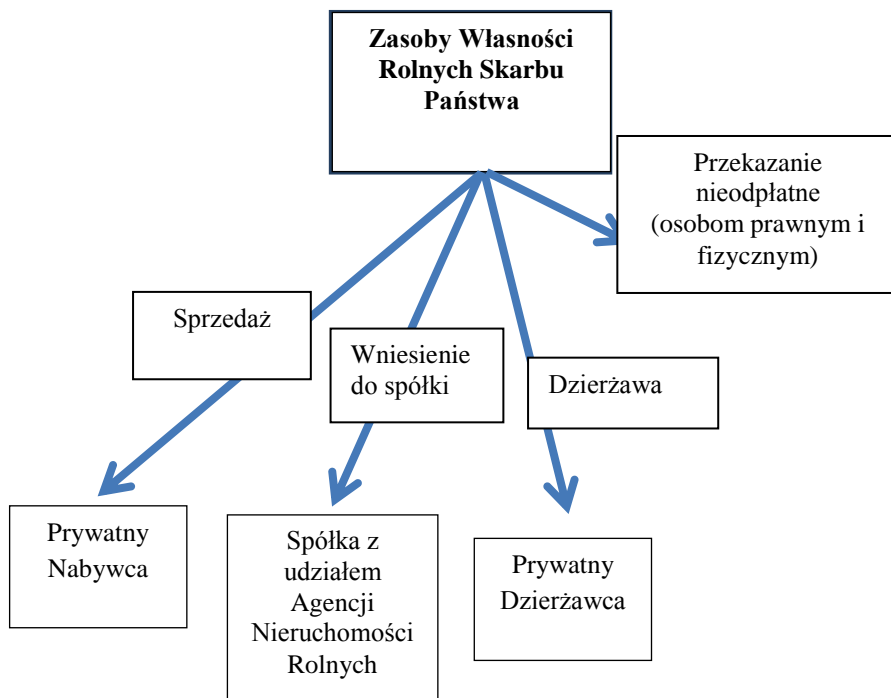 Zasoby Własności
Rolnych Skarbu
Państwa
Przekazanie
nieodpłatne
(osobom prawnym i
fizycznym)
Sprzedaż
Wniesienie
do spółki
Dzierżawa
Prywatny
Nabywca
Spółka z
udziałem
Agencji
Nieruchomości
Rolnych
Prywatny
Dzierżawca